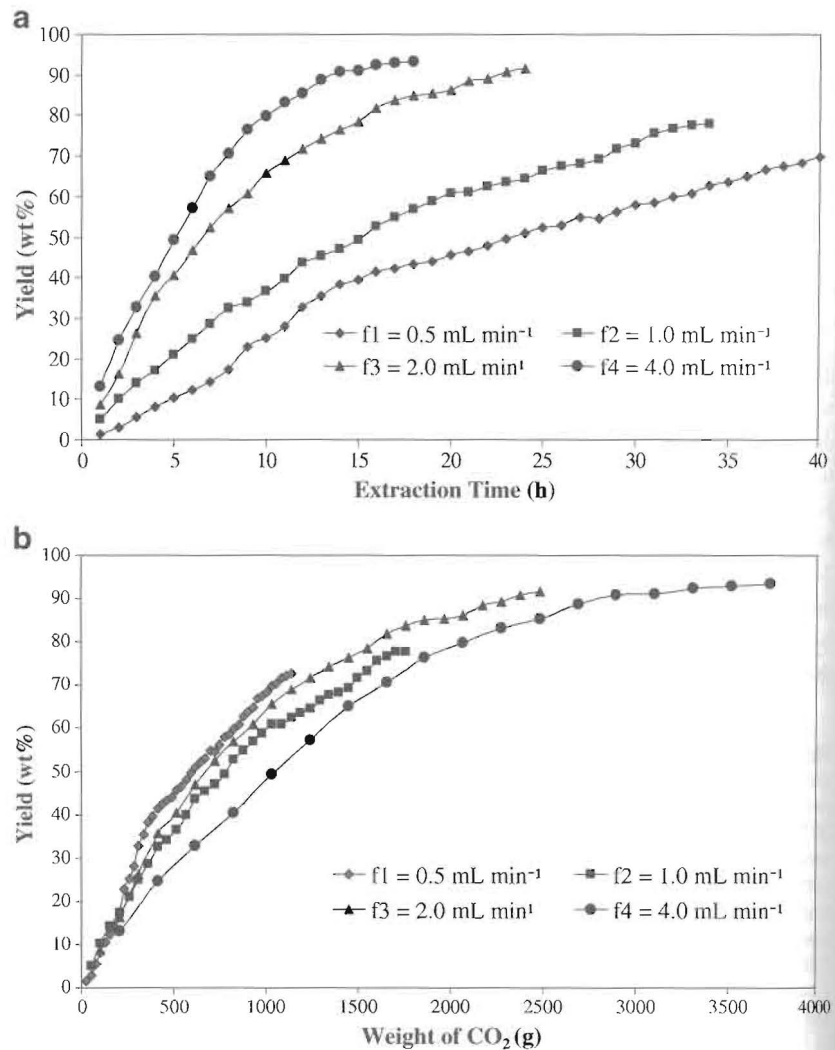 a
100
90
80
70
60
50
40
30
20
10
0
Yield (wt%)
f1 = 0.5 mL min⁻¹
f2 = 1.0 mL min⁻¹
f3 = 2.0 mL min¹
f4 = 4.0 mL min⁻¹
0 5 10 15 20 25 30 35 40
Extraction Time (h)
b
100
90
80
70
60
50
40
30
20
10
0
Yield (wt%)
f1 = 0.5 mL min⁻¹
f2 = 1.0 mL min⁻¹
f3 = 2.0 mL min¹
f4 = 4.0 mL min⁻¹
0 500 1000 1500 2000 2500 3000 3500 4000
Weight of CO₂ (g)